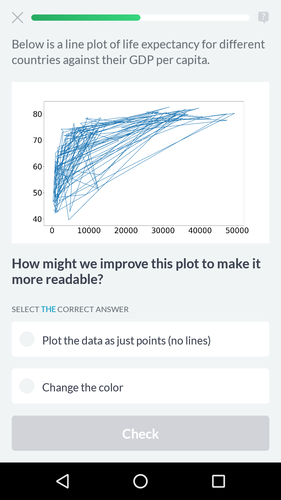 Below is a line plot of life expectancy for different
countries against their GDP per capita.
80
70
60
50
40
0 10000 20000 30000 40000 50000
How might we improve this plot to make it
more readable?
SELECT THE CORRECT ANSWER
Plot the data as just points (no lines)
Change the color
Check